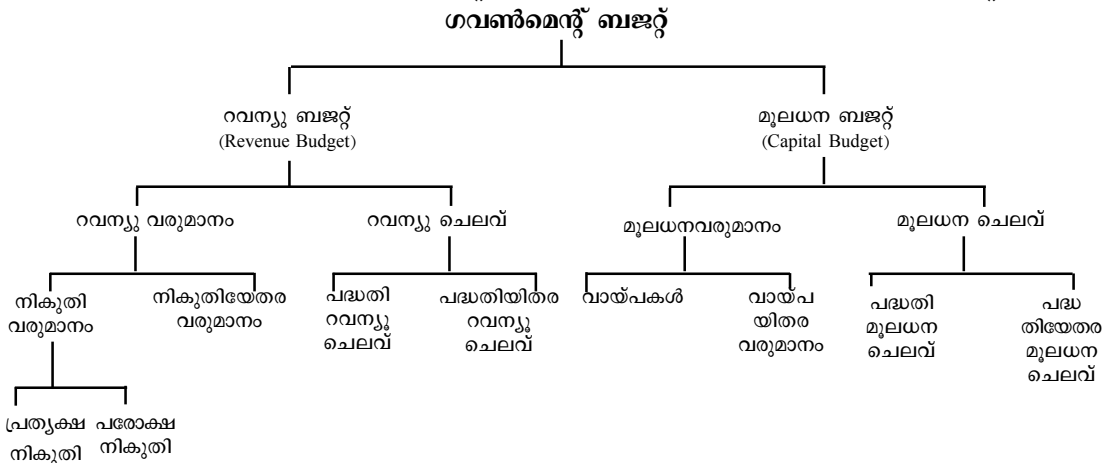 ഗവൺമെന്റ് ബജറ്റ്
റവന്യു ബജറ്റ്
(Revenue Budget)
മൂലധന ബജറ്റ്
(Capital Budget)
റവന്യു വരുമാനം
റവന്യു ചെലവ്
മൂലധനവരുമാനം
മൂലധന ചെലവ്
നികുതി
വരുമാനം
നികുതിയേതര
വരുമാനം
പദ്ധതി
റവന്യൂ
ചെലവ്
പദ്ധതിയിതര
റവന്യൂ
ചെലവ്
വായ്പകൾ
വായ്പ
യിതര
വരുമാനം
പദ്ധതി
മൂലധന
ചെലവ്
പദ്ധ
തിയേതര
മൂലധന
ചെലവ്
പ്രത്യക്ഷ
നികുതി
പരോക്ഷ
നികുതി